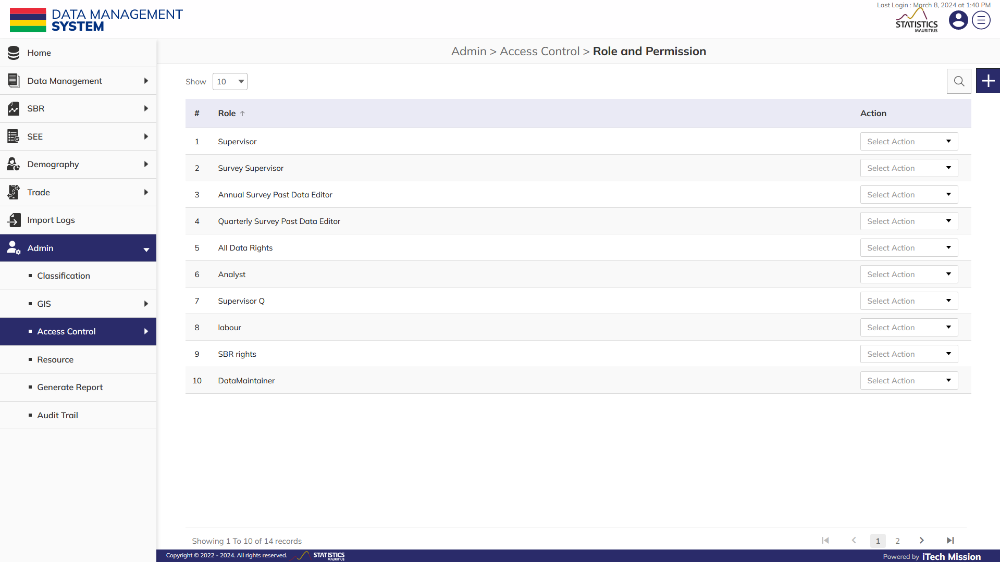 Last Login : March 8, 2024 at 1:40 PM
DATA MANAGEMENT
SYSTEM
STATISTICS
MAURITIUS
Home
Data Management
SBR
SEE
Demography
Trade
Import Logs
Admin
Classification
GIS
Access Control
Resource
Generate Report
Audit Trail
Admin > Access Control > Role and Permission
Show 10
# Role ↑ Action
1 Supervisor Select Action
2 Survey Supervisor Select Action
3 Annual Survey Past Data Editor Select Action
4 Quarterly Survey Past Data Editor Select Action
5 All Data Rights Select Action
6 Analyst Select Action
7 Supervisor Q Select Action
8 labour Select Action
9 SBR rights Select Action
10 DataMaintainer Select Action
Showing 1 To 10 of 14 records
1 2
Copyright © 2022 - 2024. All rights reserved.
STATISTICS
MAURITIUS
Powered by iTech Mission